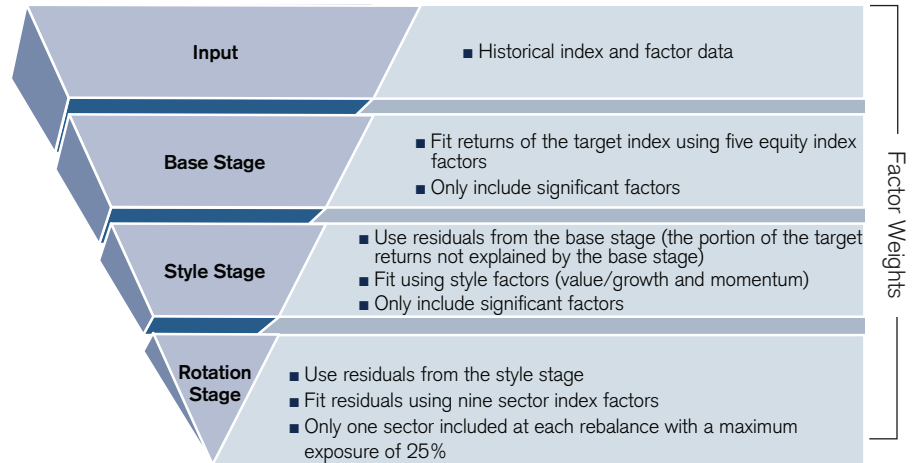 Input
■ Historical index and factor data
Base Stage
■ Fit returns of the target index using five equity index
factors
■ Only include significant factors
Style Stage
■ Use residuals from the base stage (the portion of the target
returns not explained by the base stage)
■ Fit using style factors (value/growth and momentum)
■ Only include significant factors
Rotation
Stage
■ Use residuals from the style stage
■ Fit residuals using nine sector index factors
■ Only one sector included at each rebalance with a maximum
exposure of 25%
Factor Weights